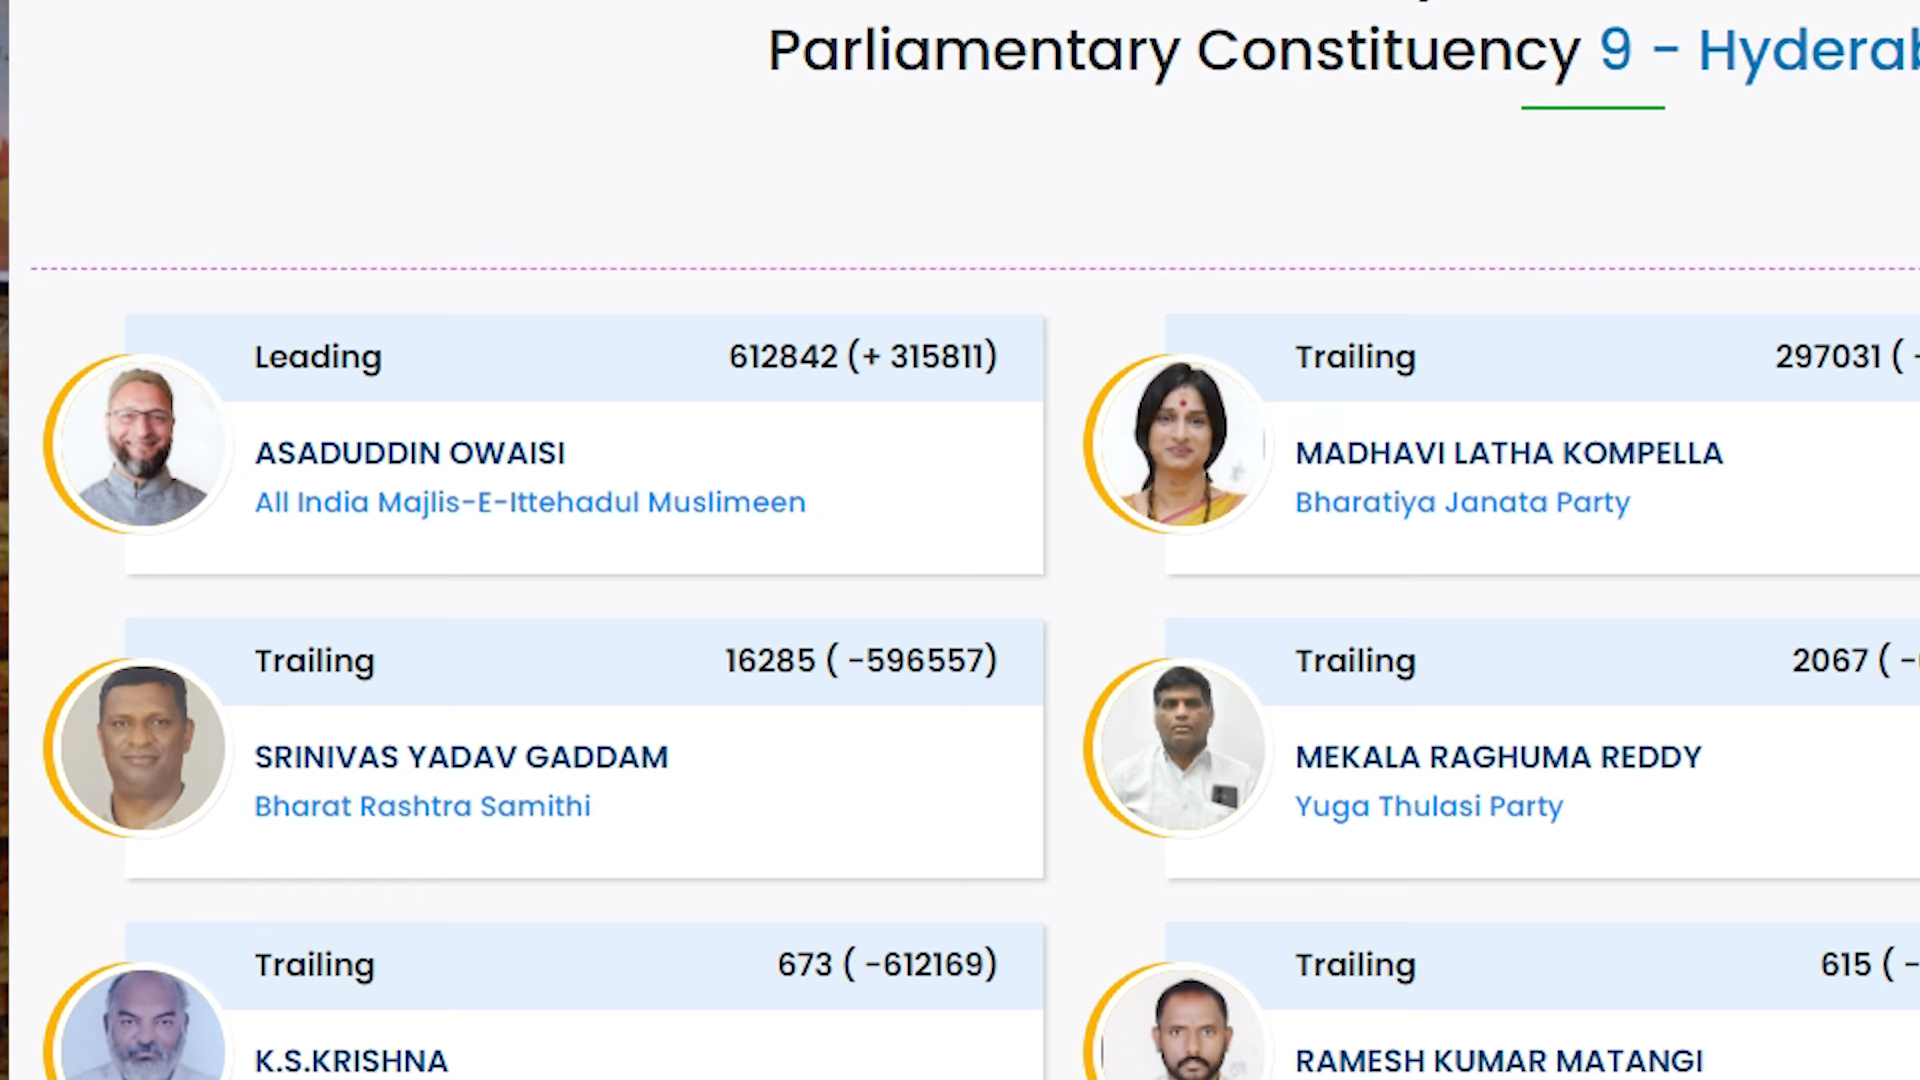 Parliamentary Constituency 9 - Hyderab
Leading 612842 (+ 315811)
ASADUDDIN OWAISI
All India Majlis-E-Ittehadul Muslimeen
Trailing 297031 ( -
MADHAVI LATHA KOMPELLA
Bharatiya Janata Party
Trailing 16285 ( -596557)
SRINIVAS YADAV GADDAM
Bharat Rashtra Samithi
Trailing 2067 ( -
MEKALA RAGHUMA REDDY
Yuga Thulasi Party
Trailing 673 ( -612169)
K.S.KRISHNA
Trailing 615 ( -
RAMESH KUMAR MATANGI